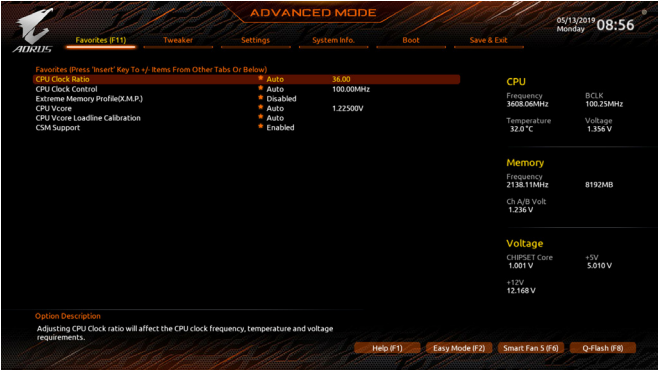 ADVANCED MODE
05/13/2019 Monday 08:56
AORUS
Favorites (F11) Tweaker Settings System Info. Boot Save & Exit
Favorites (Press 'Insert' Key To +/- Items From Other Tabs Or Below)
CPU Clock Ratio Auto 36.00
CPU Clock Control Auto 100.00MHz
Extreme Memory Profile(X.M.P.) Disabled
CPU Vcore Auto 1.22500V
CPU Vcore Loadline Calibration Auto
CSM Support Enabled
CPU
Frequency BCLK
3608.06MHz 100.25MHz
Temperature Voltage
32.0 °C 1.356 V
Memory
Frequency
2138.11MHz 8192MB
Ch A/B Volt
1.236 V
Voltage
CHIPSET Core +5V
1.001 V 5.010 V
+12V
12.168 V
Option Description
Adjusting CPU Clock ratio will affect the CPU clock frequency, temperature and voltage
requirements.
Help (F1) Easy Mode (F2) Smart Fan 5 (F6) Q-Flash (F8)